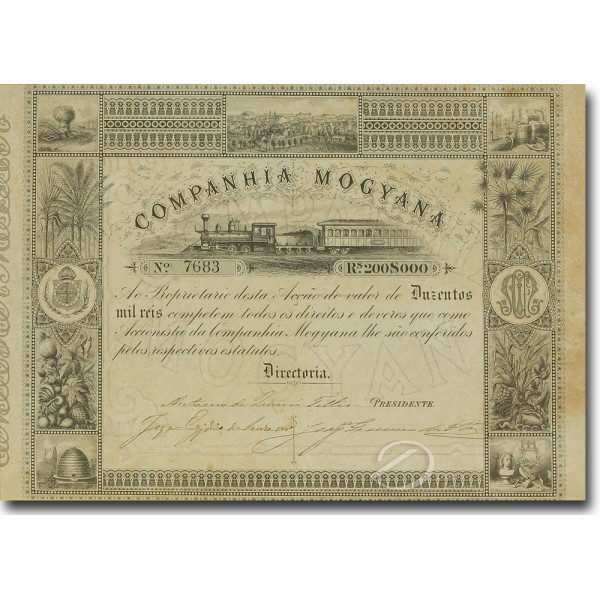 COMPANHIA MOGYANA
Nº 7683 Rˢ 200$000
Ao Proprietario desta Acção do valor de Duzentos
mil reis competem todos os direitos e deveres que como
Accionista da Companhia Mogyana lhe são conferidos
pelos respectivos estatutos.
Directoria.
PRESIDENTE.